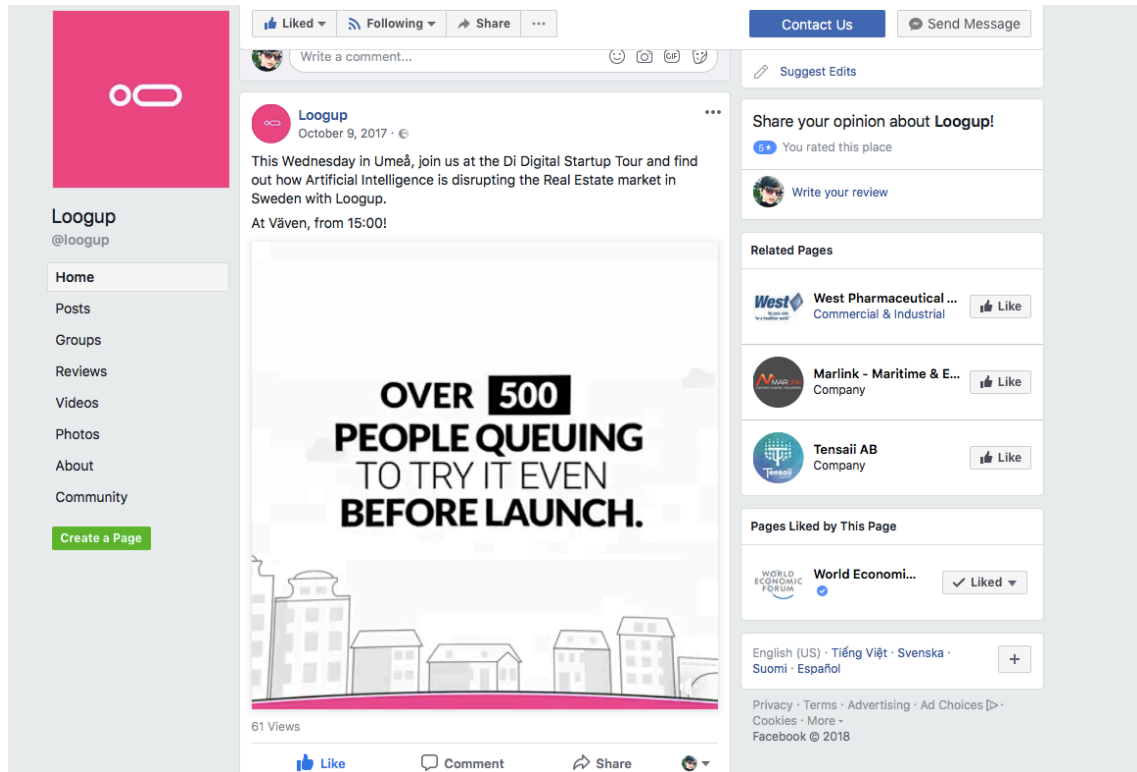 Liked
Following
Share
Contact Us
Send Message
Write a comment...
GIF
Suggest Edits
Loogup
@loogup
Home
Posts
Groups
Reviews
Videos
Photos
About
Community
Create a Page
Loogup
October 9, 2017 ·
This Wednesday in Umeå, join us at the Di Digital Startup Tour and find
out how Artificial Intelligence is disrupting the Real Estate market in
Sweden with Loogup.
At Väven, from 15:00!
OVER 500
PEOPLE QUEUING
TO TRY IT EVEN
BEFORE LAUNCH.
61 Views
Like
Comment
Share
Share your opinion about Loogup!
5★ You rated this place
Write your review
Related Pages
West
West Pharmaceutical ...
Commercial & Industrial
Like
Marlink - Maritime & E...
Company
Like
Tensaii
Tensaii AB
Company
Like
Pages Liked by This Page
WORLD
ECONOMIC
FORUM
World Economi...
Liked
English (US) · Tiếng Việt · Svenska ·
Suomi · Español
Privacy · Terms · Advertising · Ad Choices ·
Cookies · More
Facebook © 2018